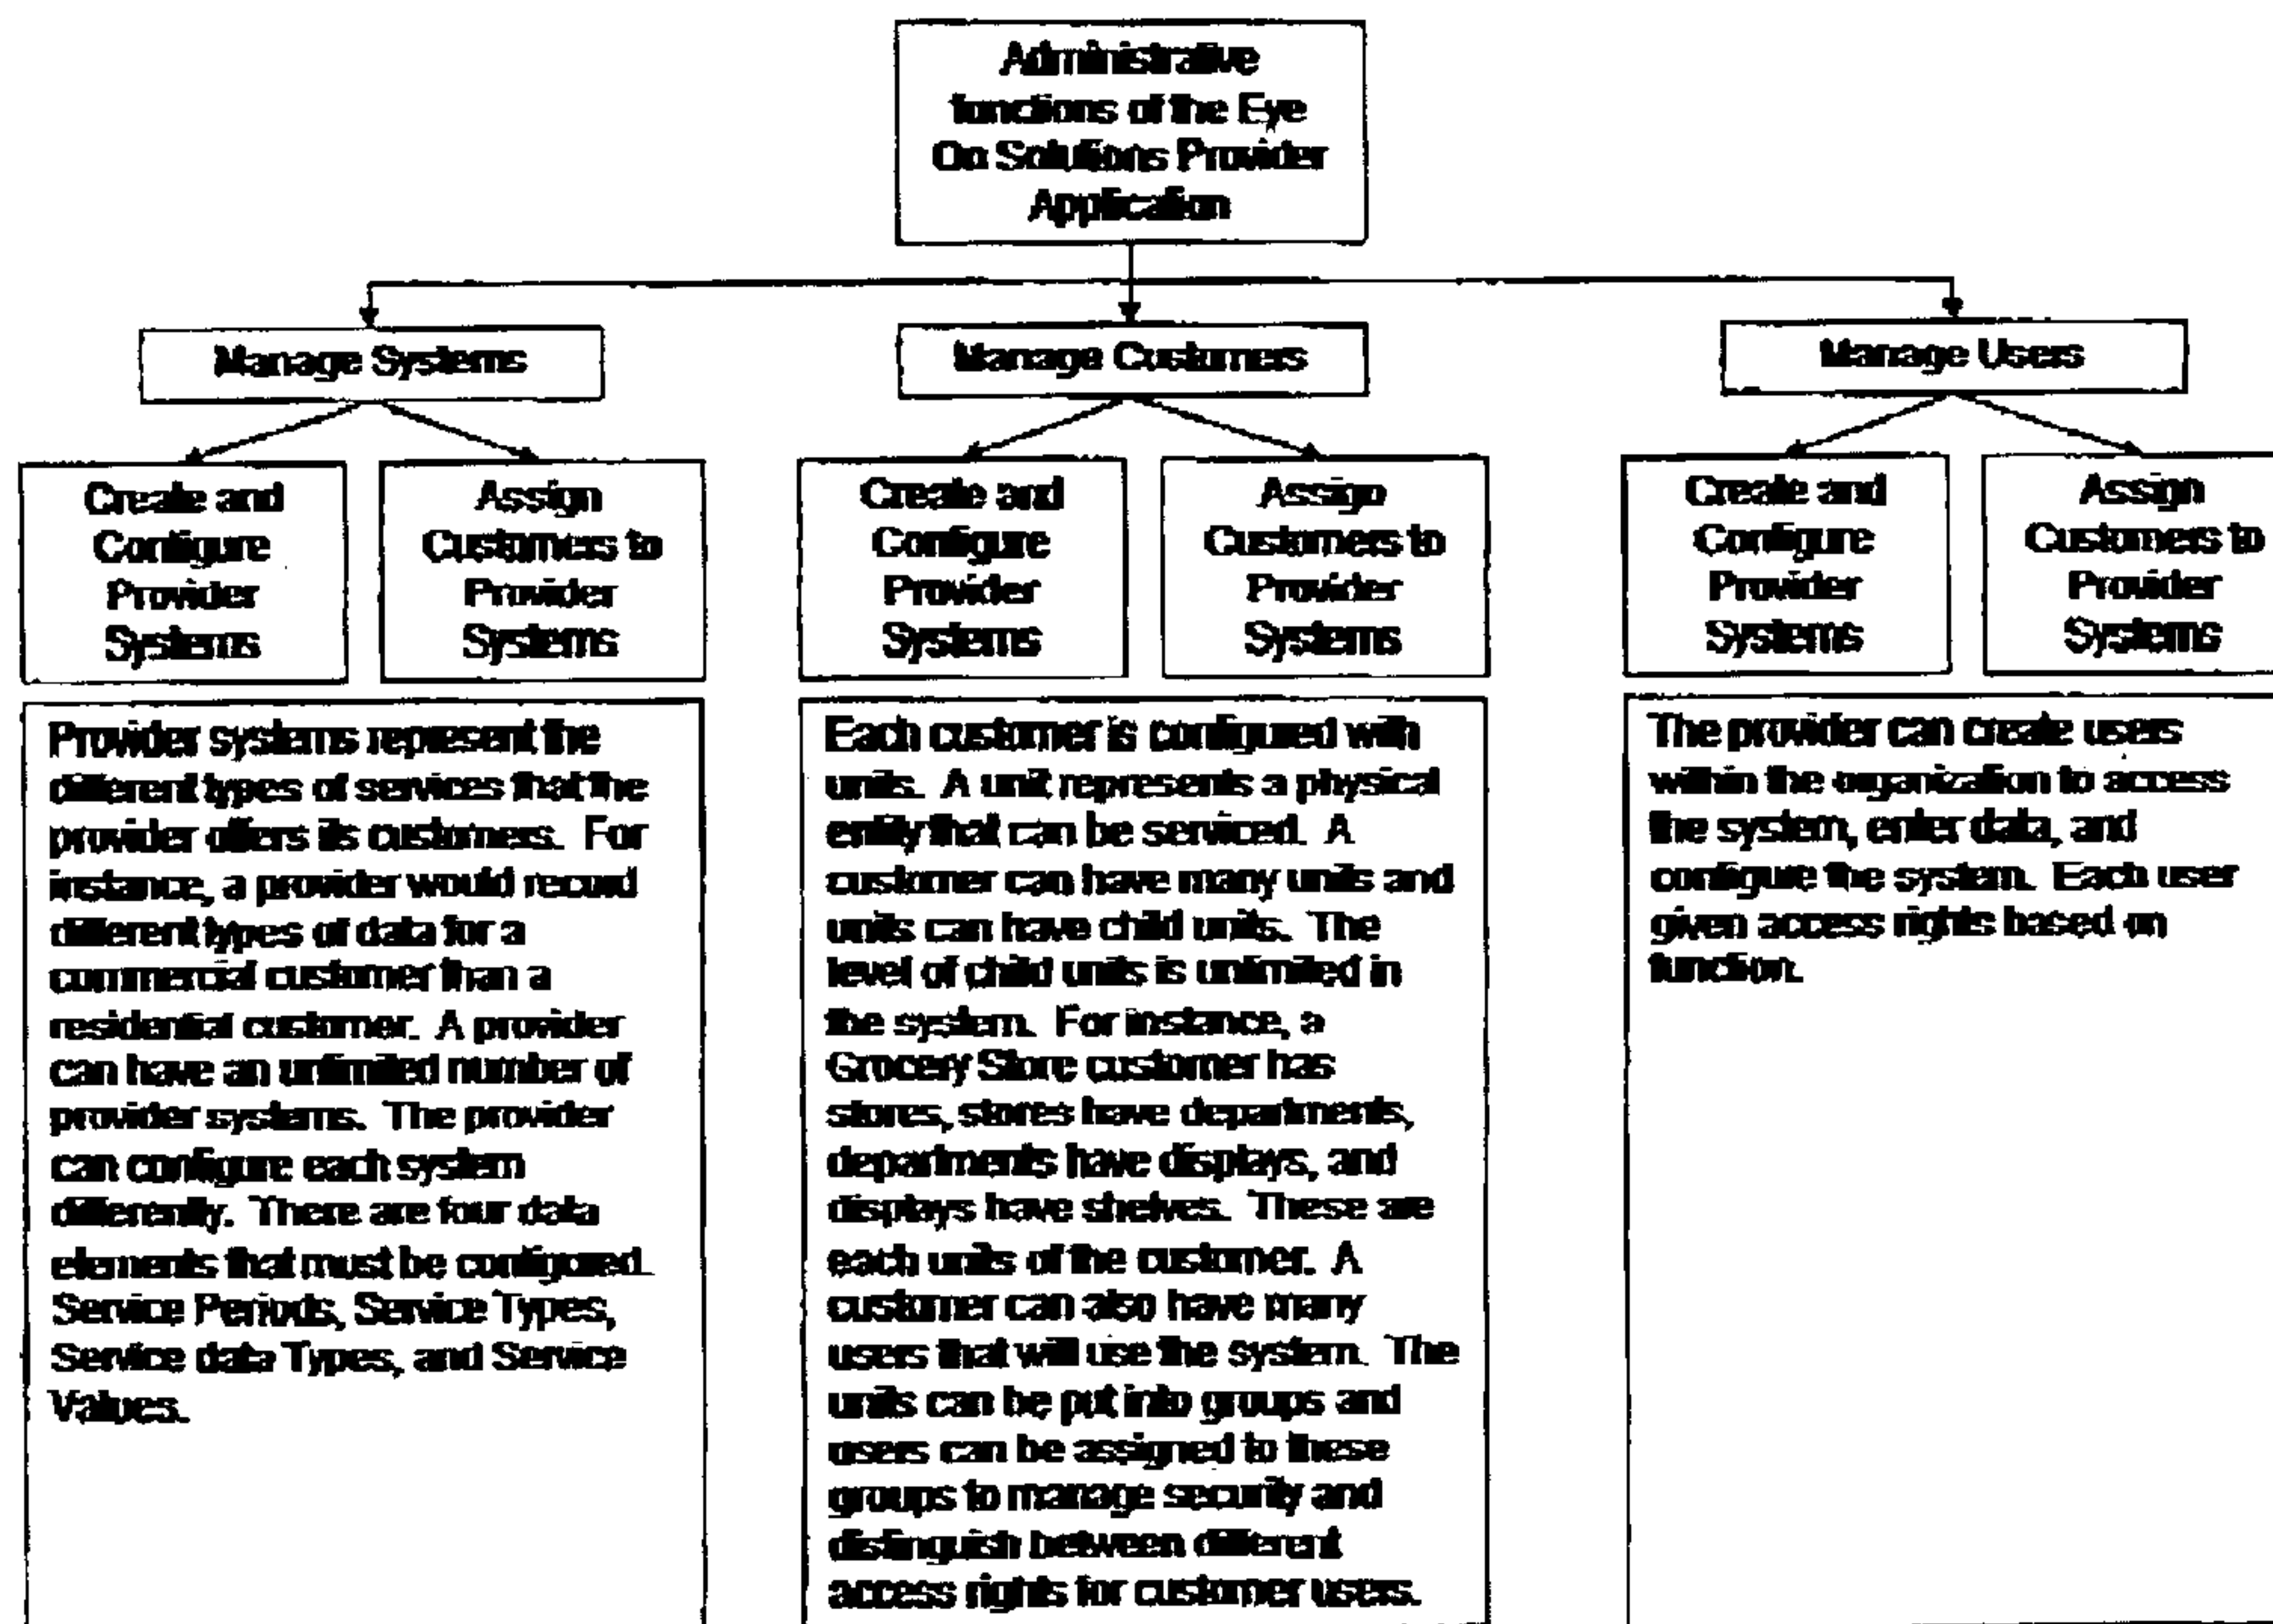 Administrative
functions of the Eye
On Solutions Provider
Application
Manage Systems
Manage Customers
Manage Users
Create and
Configure
Provider
Systems
Assign
Customers to
Provider
Systems
Create and
Configure
Provider
Systems
Assign
Customers to
Provider
Systems
Create and
Configure
Provider
Systems
Assign
Customers to
Provider
Systems
Provider systems represent the
different types of services that the
provider offers its customers. For
instance, a provider would record
different types of data for a
commercial customer than a
residential customer. A provider
can have an unlimited number of
provider systems. The provider
can configure each system
differently. There are four data
elements that must be configured.
Service Periods, Service Types,
Service data Types, and Service
Values.
Each customer is configured with
units. A unit represents a physical
entity that can be serviced. A
customer can have many units and
units can have child units. The
level of child units is unlimited in
the system. For instance, a
Grocery Store customer has
stores, stores have departments,
departments have displays, and
displays have shelves. These are
each units of the customer. A
customer can also have many
users that will use the system. The
units can be put into groups and
users can be assigned to these
groups to manage security and
distinguish between different
access rights for customer users.
The provider can create users
within the organization to access
the system, enter data, and
configure the system. Each user
given access rights based on
function.